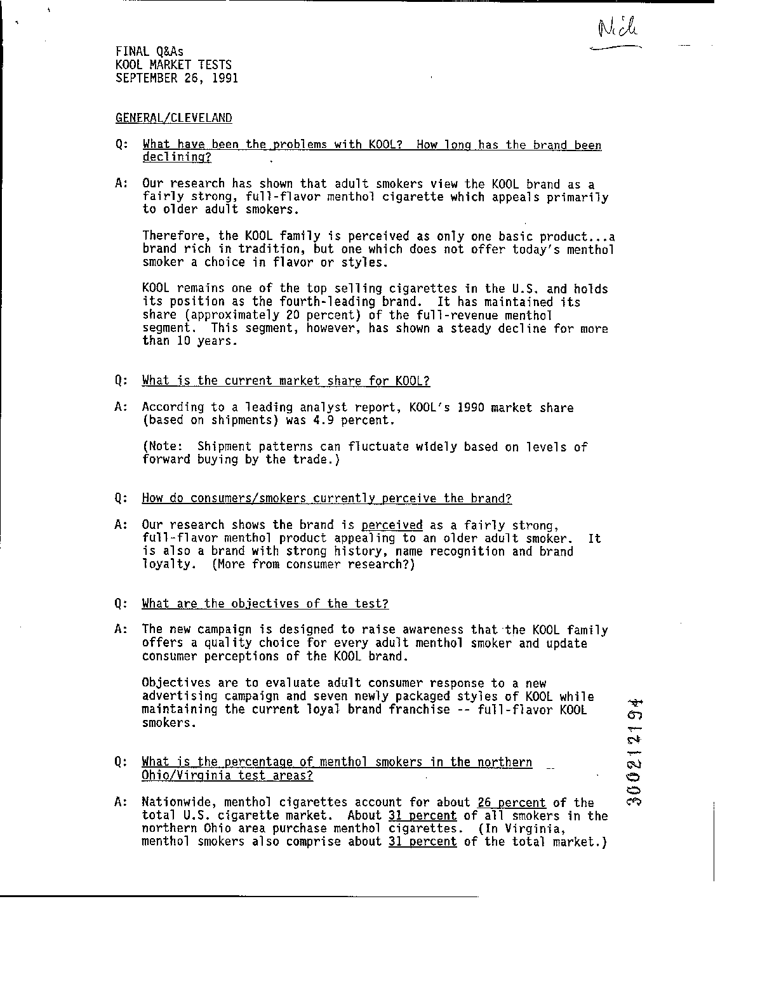 Nick
FINAL Q&As
KOOL MARKET TESTS
SEPTEMBER 26, 1991
GENERAL/CLEVELAND
Q: What have been the problems with KOOL? How long has the brand been
declining?
A: Our research has shown that adult smokers view the KOOL brand as a
fairly strong, full-flavor menthol cigarette which appeals primarily
to older adult smokers.
Therefore, the KOOL family is perceived as only one basic product...a
brand rich in tradition, but one which does not offer today's menthol
smoker a choice in flavor or styles.
KOOL remains one of the top selling cigarettes in the U.S. and holds
its position as the fourth-leading brand. It has maintained its
share (approximately 20 percent) of the full-revenue menthol
segment. This segment, however, has shown a steady decline for more
than 10 years.
Q: What is the current market share for KOOL?
A: According to a leading analyst report, KOOL's 1990 market share
(based on shipments) was 4.9 percent.
(Note: Shipment patterns can fluctuate widely based on levels of
forward buying by the trade.)
Q: How do consumers/smokers currently perceive the brand?
A: Our research shows the brand is perceived as a fairly strong,
full-flavor menthol product appealing to an older adult smoker. It
is also a brand with strong history, name recognition and brand
loyalty. (More from consumer research?)
Q: What are the objectives of the test?
A: The new campaign is designed to raise awareness that the KOOL family
offers a quality choice for every adult menthol smoker and update
consumer perceptions of the KOOL brand.
Objectives are to evaluate adult consumer response to a new
advertising campaign and seven newly packaged styles of KOOL while
maintaining the current loyal brand franchise -- full-flavor KOOL
smokers.
Q: What is the percentage of menthol smokers in the northern
Ohio/Virginia test areas?
A: Nationwide, menthol cigarettes account for about 26 percent of the
total U.S. cigarette market. About 31 percent of all smokers in the
northern Ohio area purchase menthol cigarettes. (In Virginia,
menthol smokers also comprise about 31 percent of the total market.)
300212194